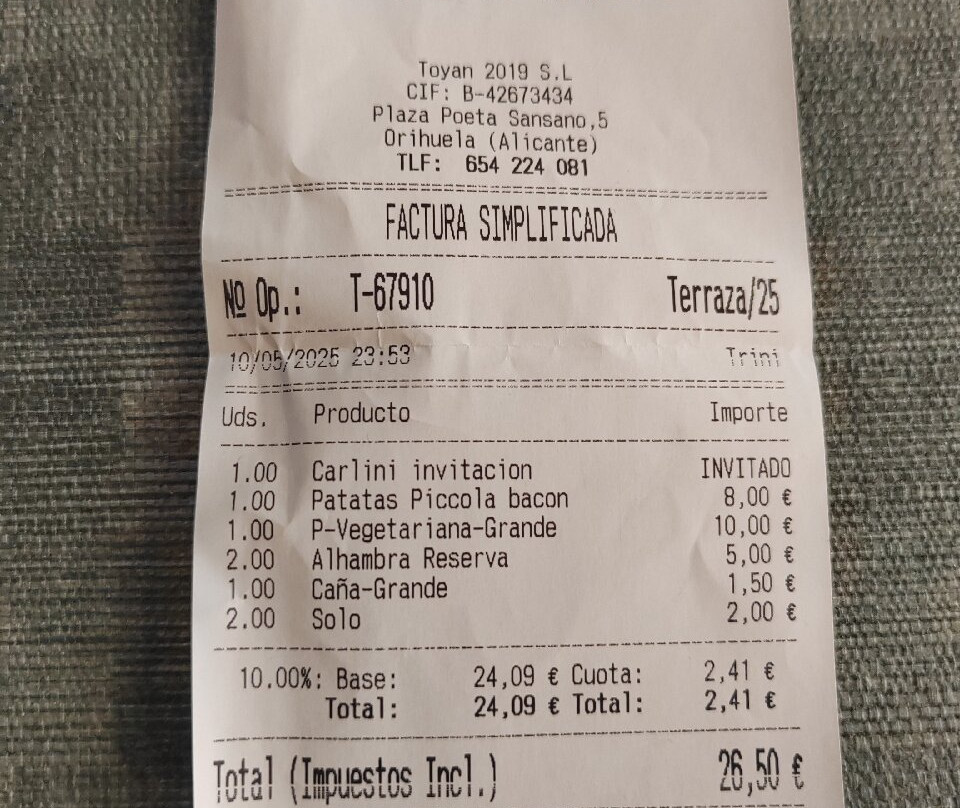 Toyan 2019 S.L
CIF: B-42673434
Plaza Poeta Sansano,5
Orihuela (Alicante)
TLF: 654 224 081
FACTURA SIMPLIFICADA
Nº Op.: T-67910 Terraza/25
10/05/2025 23:53 Trini
Uds. Producto Importe
1.00 Carlini invitacion INVITADO
1.00 Patatas Piccola bacon 8,00 €
1.00 P-Vegetariana-Grande 10,00 €
2.00 Alhambra Reserva 5,00 €
1.00 Caña-Grande 1,50 €
2.00 Solo 2,00 €
10.00%: Base: 24,09 € Cuota: 2,41 €
Total: 24,09 € Total: 2,41 €
Total (Impuestos Incl.) 26,50 €